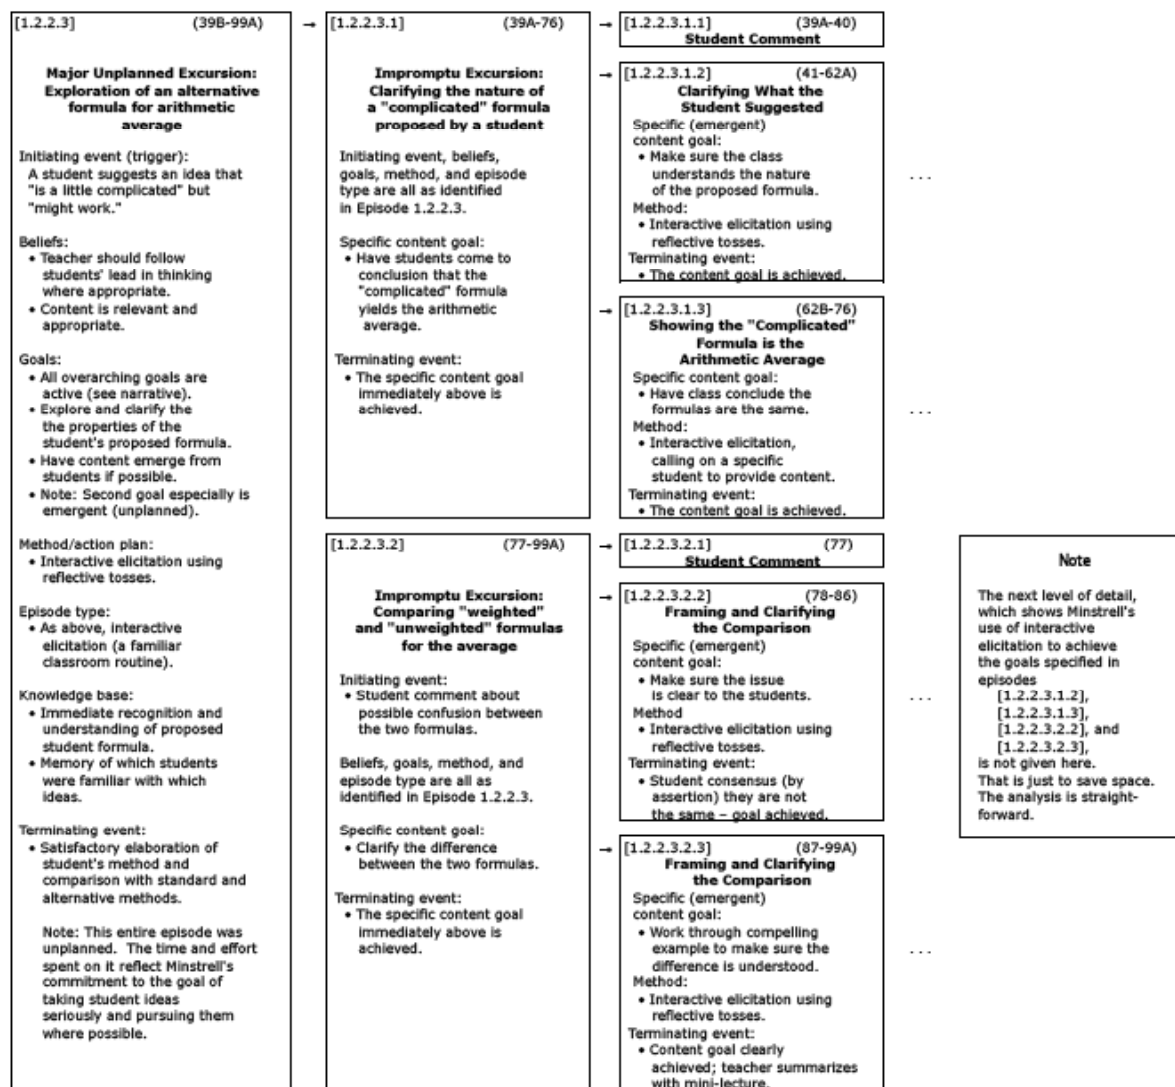 [1.2.2.3] (39B-99A)
Major Unplanned Excursion:
Exploration of an alternative
formula for arithmetic
average
Initiating event (trigger):
A student suggests an idea that
"is a little complicated" but
"might work."
Beliefs:
• Teacher should follow
students' lead in thinking
where appropriate.
• Content is relevant and
appropriate.
Goals:
• All overarching goals are
active (see narrative).
• Explore and clarify the
the properties of the
student's proposed formula.
• Have content emerge from
students if possible.
• Note: Second goal especially is
emergent (unplanned).
Method/action plan:
• Interactive elicitation using
reflective tosses.
Episode type:
• As above, interactive
elicitation (a familiar
classroom routine).
Knowledge base:
• Immediate recognition and
understanding of proposed
student formula.
• Memory of which students
were familiar with which
ideas.
Terminating event:
• Satisfactory elaboration of
student's method and
comparison with standard and
alternative methods.
Note: This entire episode was
unplanned. The time and effort
spent on it reflect Minstrell's
commitment to the goal of
taking student ideas
seriously and pursuing them
where possible.
→
[1.2.2.3.1] (39A-76)
Impromptu Excursion:
Clarifying the nature of
a "complicated" formula
proposed by a student
Initiating event, beliefs,
goals, method, and episode
type are all as identified
in Episode 1.2.2.3.
Specific content goal:
• Have students come to
conclusion that the
"complicated" formula
yields the arithmetic
average.
Terminating event:
• The specific content goal
immediately above is
achieved.
→ [1.2.2.3.1.1] (39A-40)
Student Comment
→ [1.2.2.3.1.2] (41-62A)
Clarifying What the
Student Suggested
Specific (emergent)
content goal:
• Make sure the class
understands the nature
of the proposed formula.
Method:
• Interactive elicitation using
reflective tosses.
Terminating event:
• The content goal is achieved.
. . .
→ [1.2.2.3.1.3] (62B-76)
Showing the "Complicated"
Formula is the
Arithmetic Average
Specific content goal:
• Have class conclude the
formulas are the same.
Method:
• Interactive elicitation,
calling on a specific
student to provide content.
Terminating event:
• The content goal is achieved.
. . .
[1.2.2.3.2] (77-99A)
Impromptu Excursion:
Comparing "weighted"
and "unweighted" formulas
for the average
Initiating event:
• Student comment about
possible confusion between
the two formulas.
Beliefs, goals, method, and
episode type are all as
identified in Episode 1.2.2.3.
Specific content goal:
• Clarify the difference
between the two formulas.
Terminating event:
• The specific content goal
immediately above is
achieved.
→ [1.2.2.3.2.1] (77)
Student Comment
→ [1.2.2.3.2.2] (78-86)
Framing and Clarifying
the Comparison
Specific (emergent)
content goal:
• Make sure the issue
is clear to the students.
Method
• Interactive elicitation using
reflective tosses.
Terminating event:
• Student consensus (by
assertion) they are not
the same – goal achieved.
. . .
→ [1.2.2.3.2.3] (87-99A)
Framing and Clarifying
the Comparison
Specific (emergent)
content goal:
• Work through compelling
example to make sure the
difference is understood.
Method:
• Interactive elicitation using
reflective tosses.
Terminating event:
• Content goal clearly
achieved; teacher summarizes
with mini-lecture.
. . .
Note
The next level of detail,
which shows Minstrell's
use of interactive
elicitation to achieve
the goals specified in
episodes
[1.2.2.3.1.2],
[1.2.2.3.1.3],
[1.2.2.3.2.2], and
[1.2.2.3.2.3],
is not given here.
That is just to save space.
The analysis is straight-
forward.